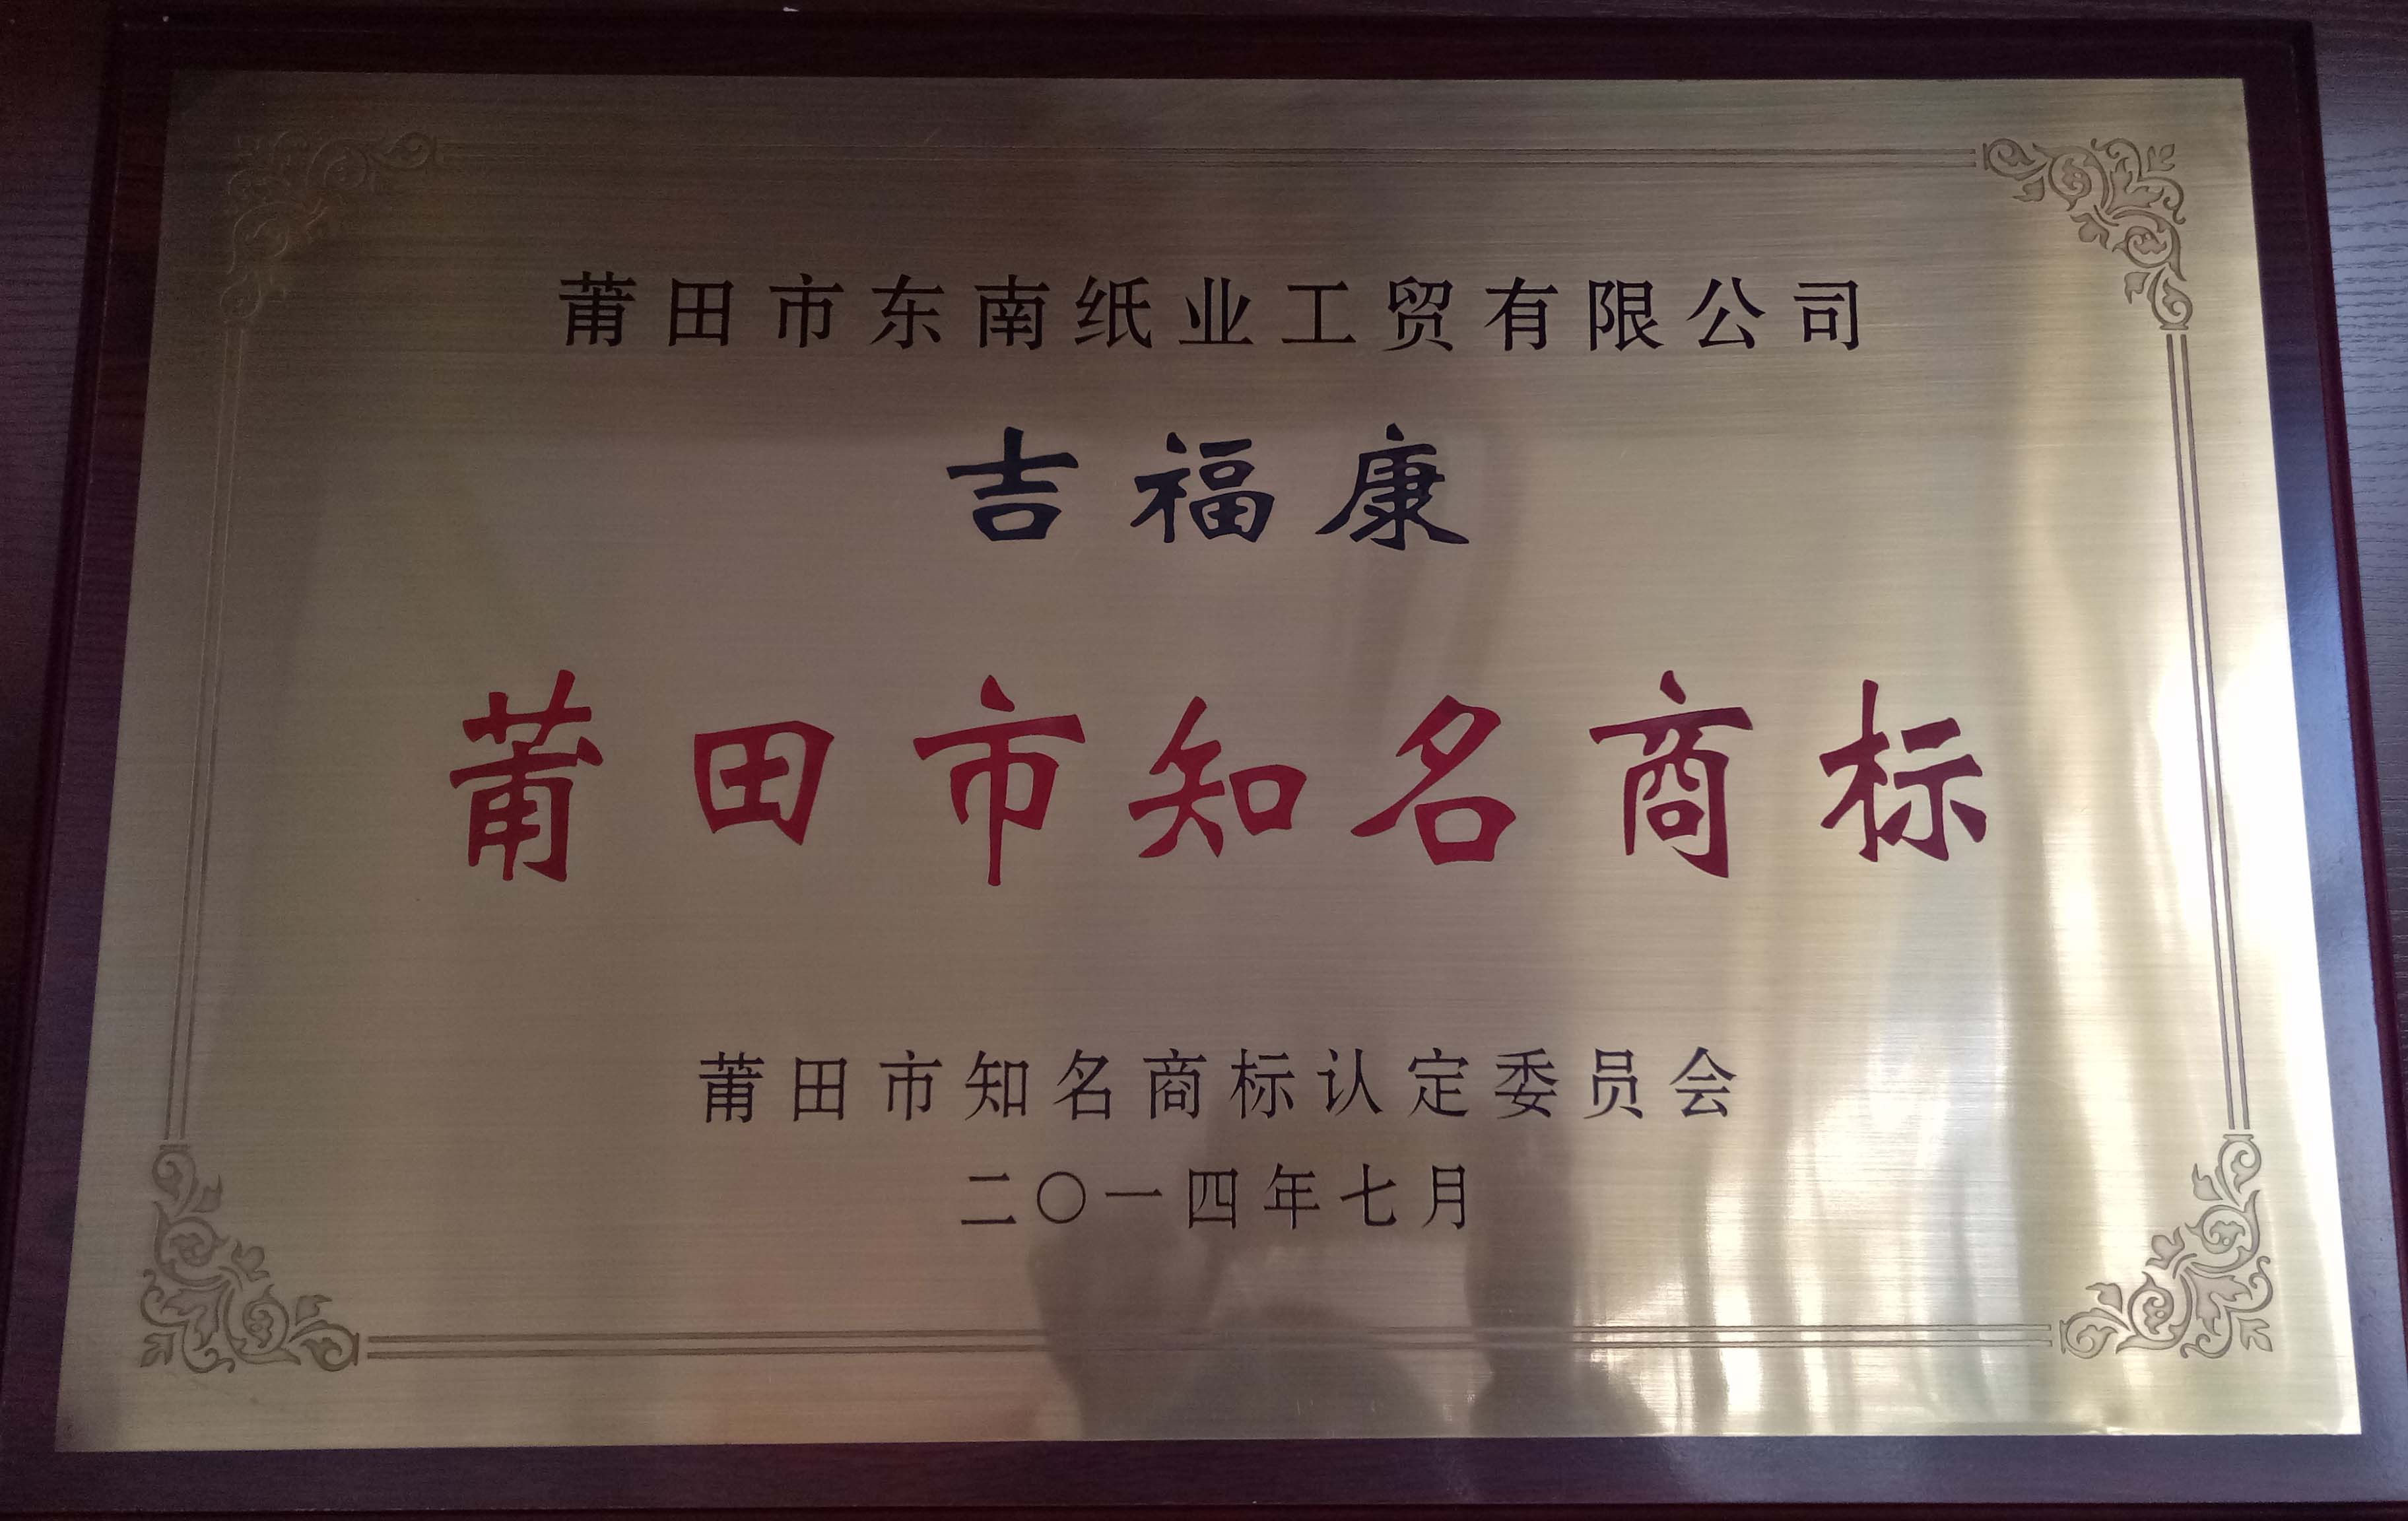 莆田市东南纸业工贸有限公司
吉福康
莆田市知名商标
莆田市知名商标认定委员会
二〇一四年七月